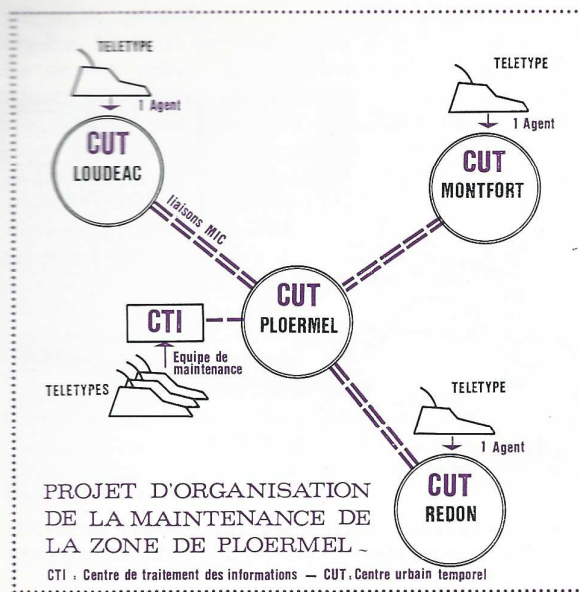 TELETYPE
1 Agent
CUT
LOUDEAC
TELETYPE
1 Agent
CUT
MONTFORT
liaisons MIC
CUT
PLOERMEL
CTI
Equipe de
maintenance
TELETYPES
TELETYPE
1 Agent
CUT
REDON
PROJET D'ORGANISATION
DE LA MAINTENANCE DE
LA ZONE DE PLOERMEL ~
CTI : Centre de traitement des informations — CUT : Centre urbain temporel